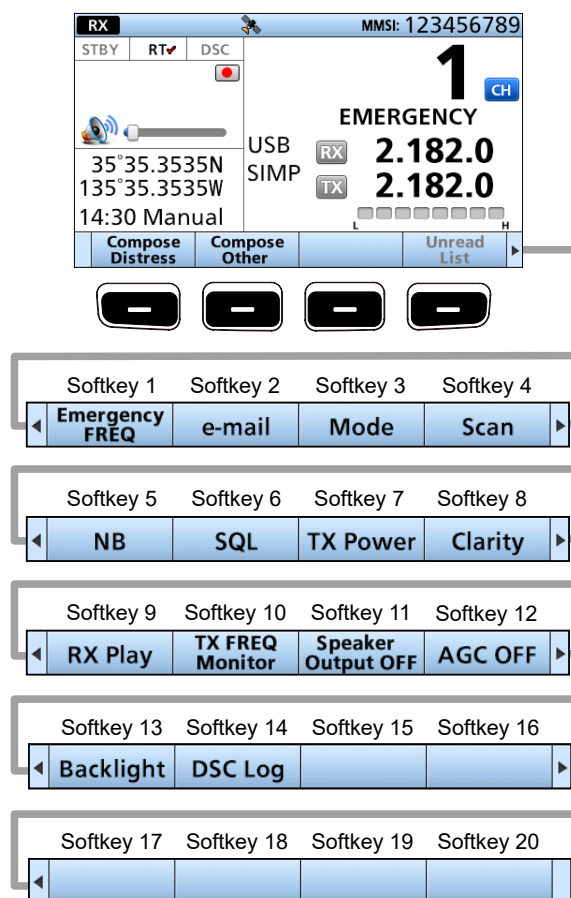 RX MMSI: 123456789
STBY RT✔ DSC
1 CH
EMERGENCY
USB RX 2.182.0
SIMP TX 2.182.0
35°35.3535N
135°35.3535W
14:30 Manual
L H
Compose Distress Compose Other Unread List
Softkey 1 Softkey 2 Softkey 3 Softkey 4
Emergency FREQ e-mail Mode Scan
Softkey 5 Softkey 6 Softkey 7 Softkey 8
NB SQL TX Power Clarity
Softkey 9 Softkey 10 Softkey 11 Softkey 12
RX Play TX FREQ Monitor Speaker Output OFF AGC OFF
Softkey 13 Softkey 14 Softkey 15 Softkey 16
Backlight DSC Log
Softkey 17 Softkey 18 Softkey 19 Softkey 20